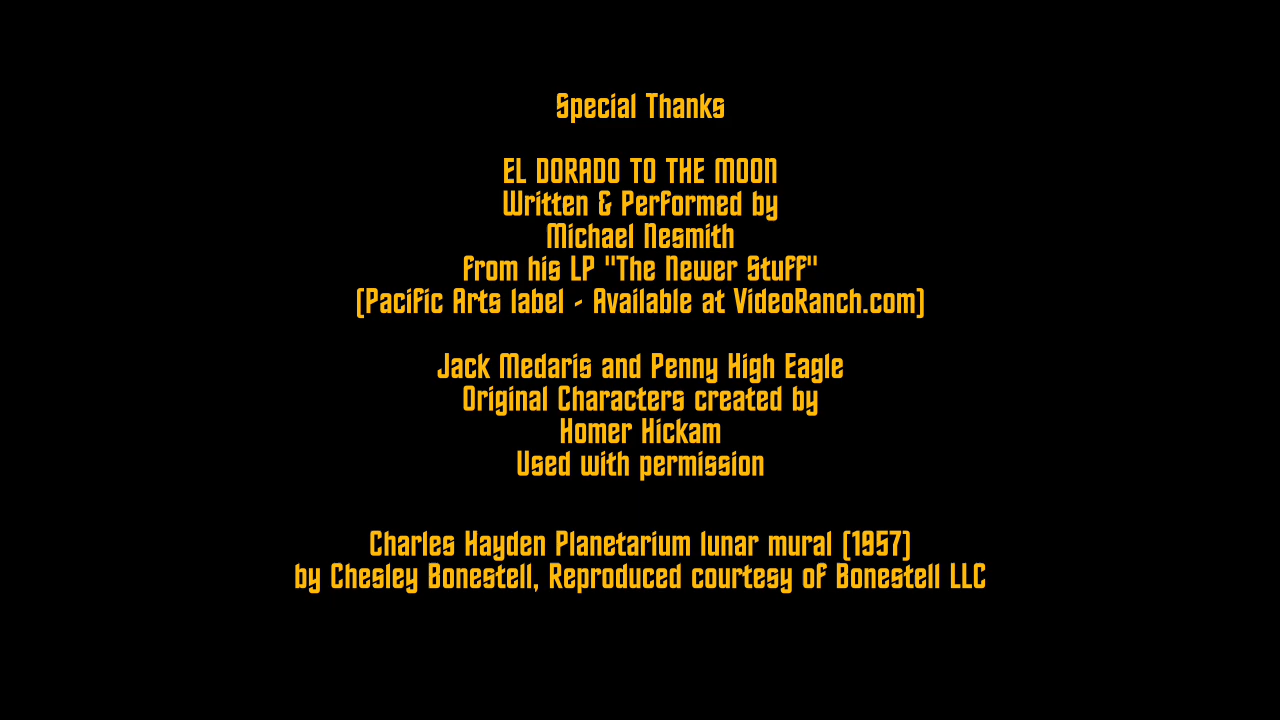 Special Thanks
EL DORADO TO THE MOON
Written & Performed by
Michael Nesmith
from his LP "The Newer Stuff"
(Pacific Arts label - Available at VideoRanch.com)
Jack Medaris and Penny High Eagle
Original Characters created by
Homer Hickam
Used with permission
Charles Hayden Planetarium lunar mural (1957)
by Chesley Bonestell, Reproduced courtesy of Bonestell LLC